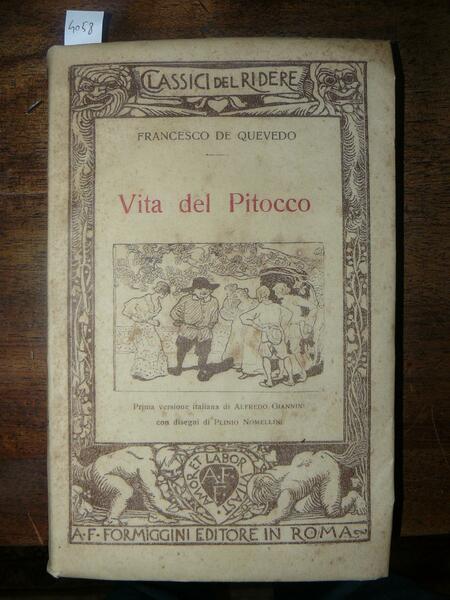 4058
CLASSICI DEL RIDERE
FRANCESCO DE QUEVEDO
Vita del Pitocco
Prima versione italiana di ALFREDO GIANNINI
con disegni di PLINIO NOMELLINI
AMOR ET LABOR
A F
F
A. F. FORMIGGINI EDITORE IN ROMA